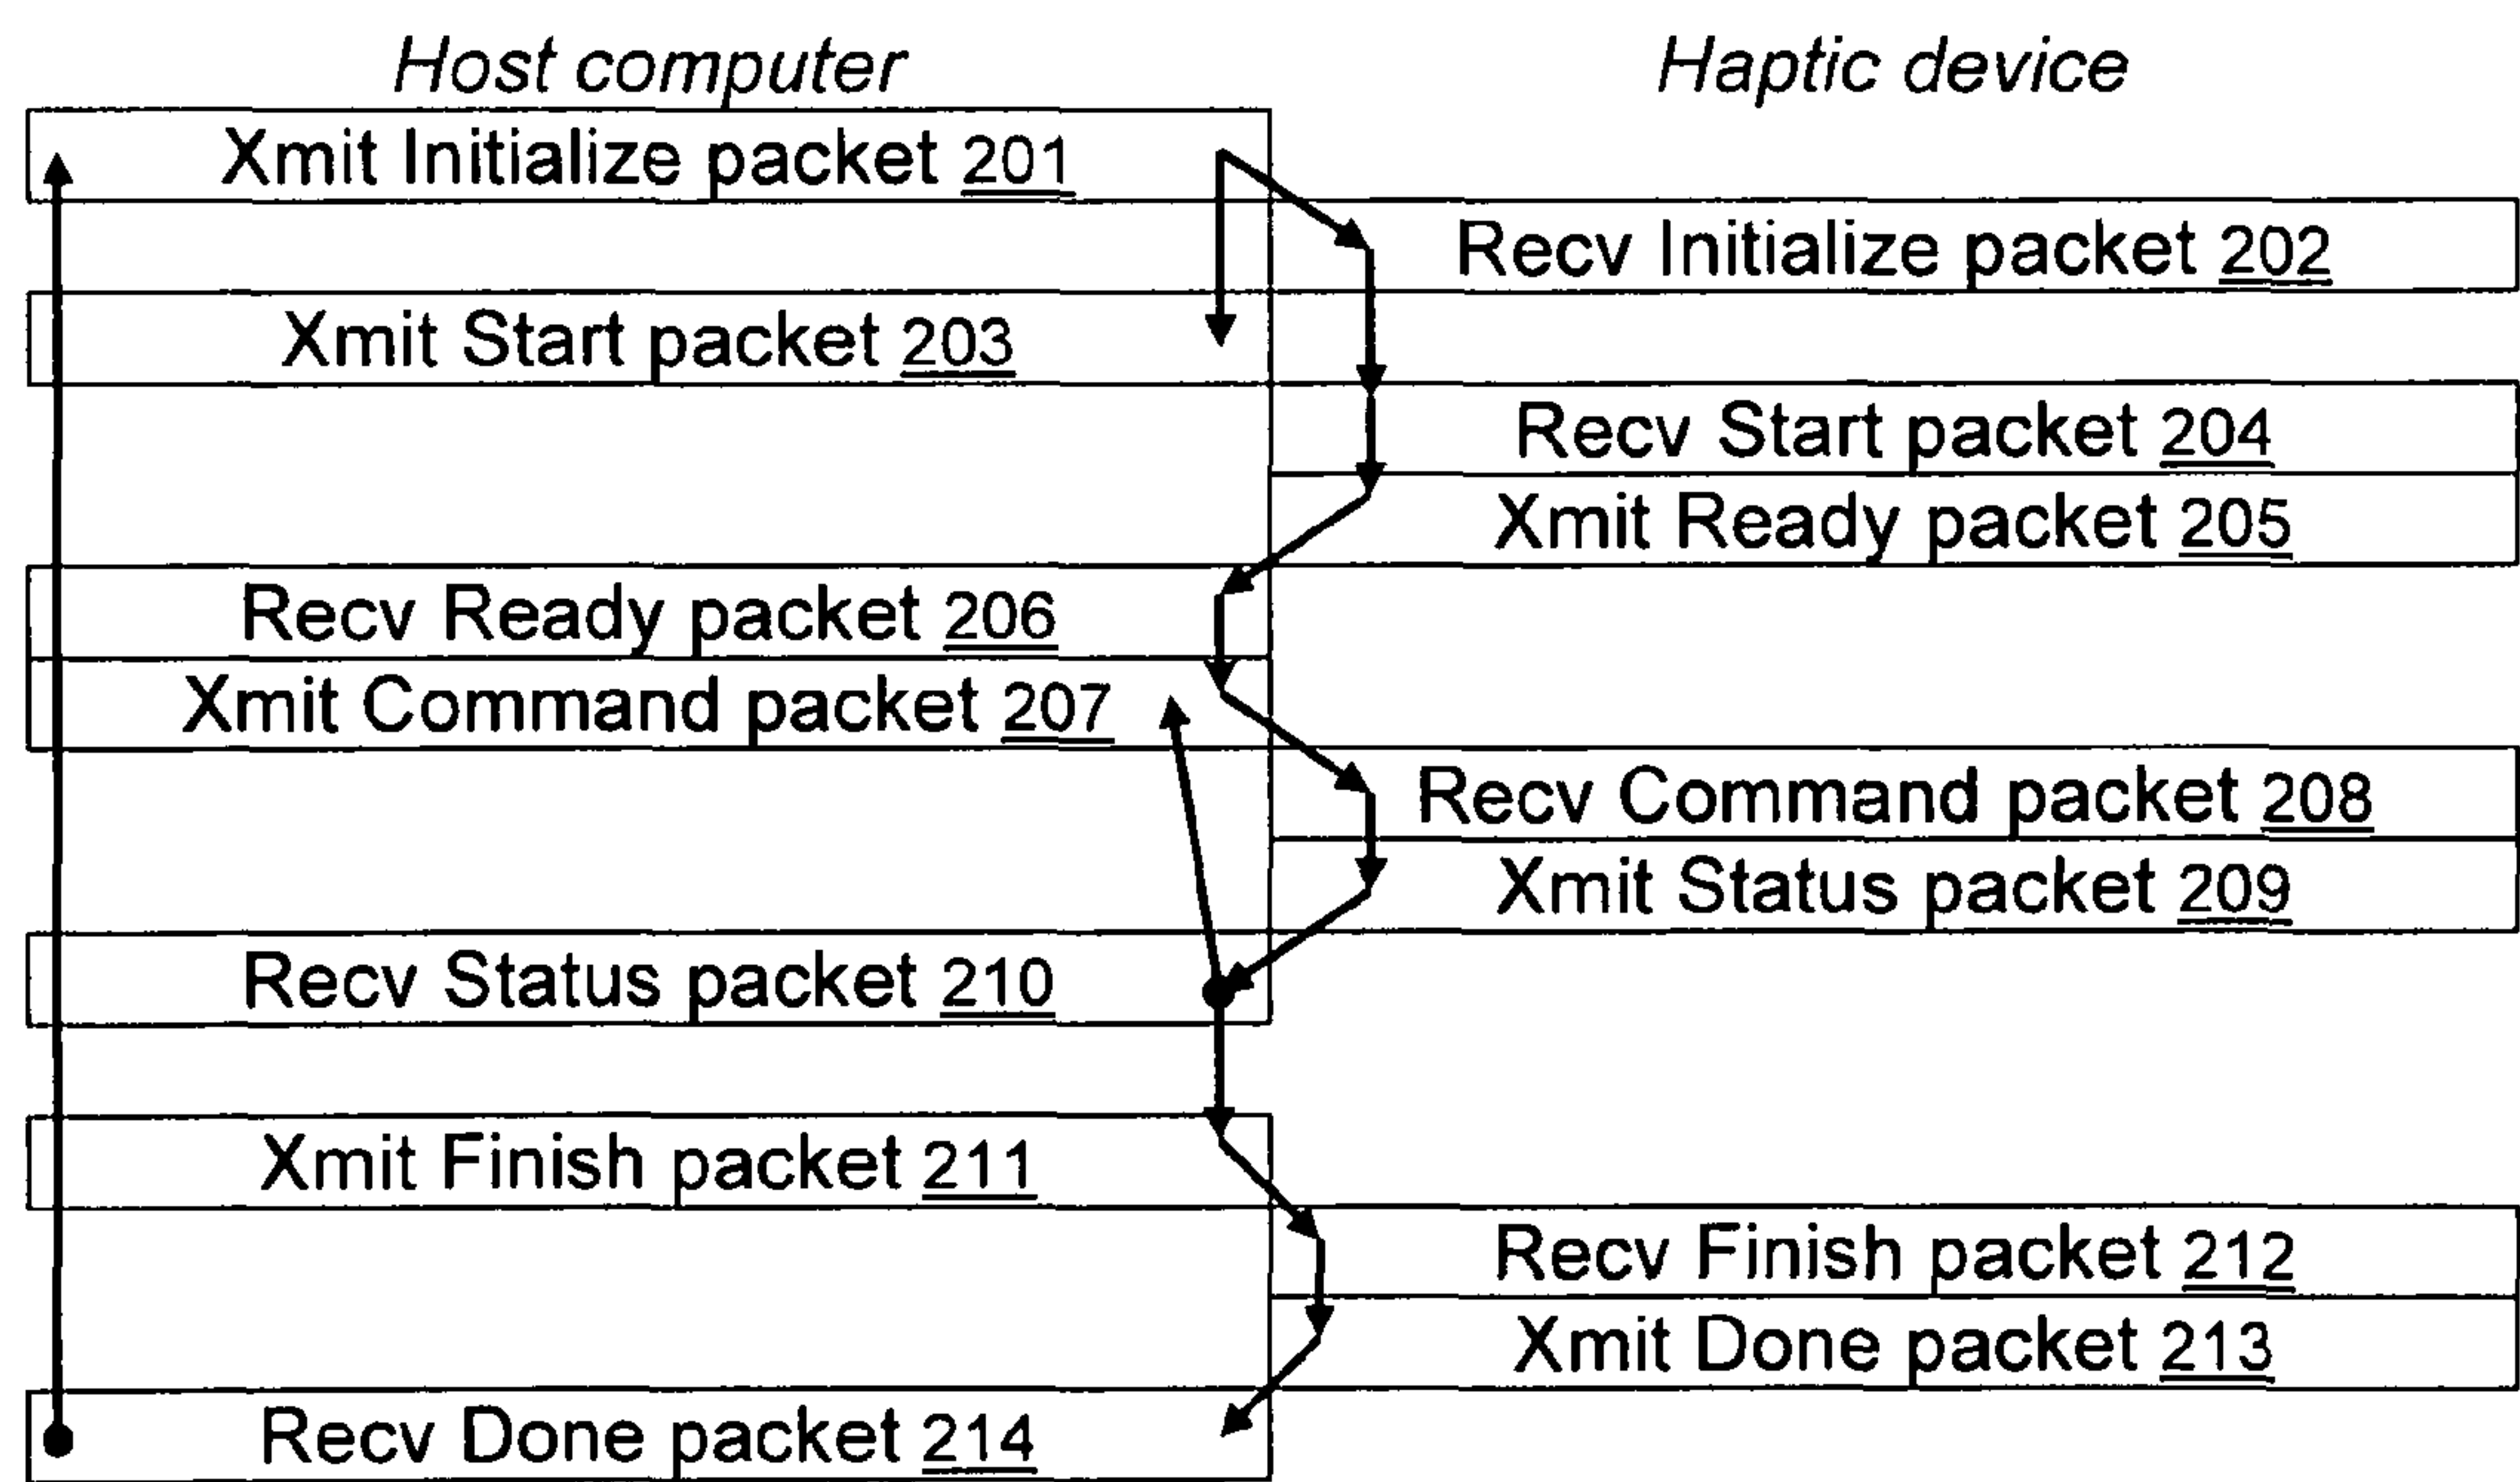 Host computer
Haptic device
Xmit Initialize packet 201
Recv Initialize packet 202
Xmit Start packet 203
Recv Start packet 204
Xmit Ready packet 205
Recv Ready packet 206
Xmit Command packet 207
Recv Command packet 208
Xmit Status packet 209
Recv Status packet 210
Xmit Finish packet 211
Recv Finish packet 212
Xmit Done packet 213
Recv Done packet 214